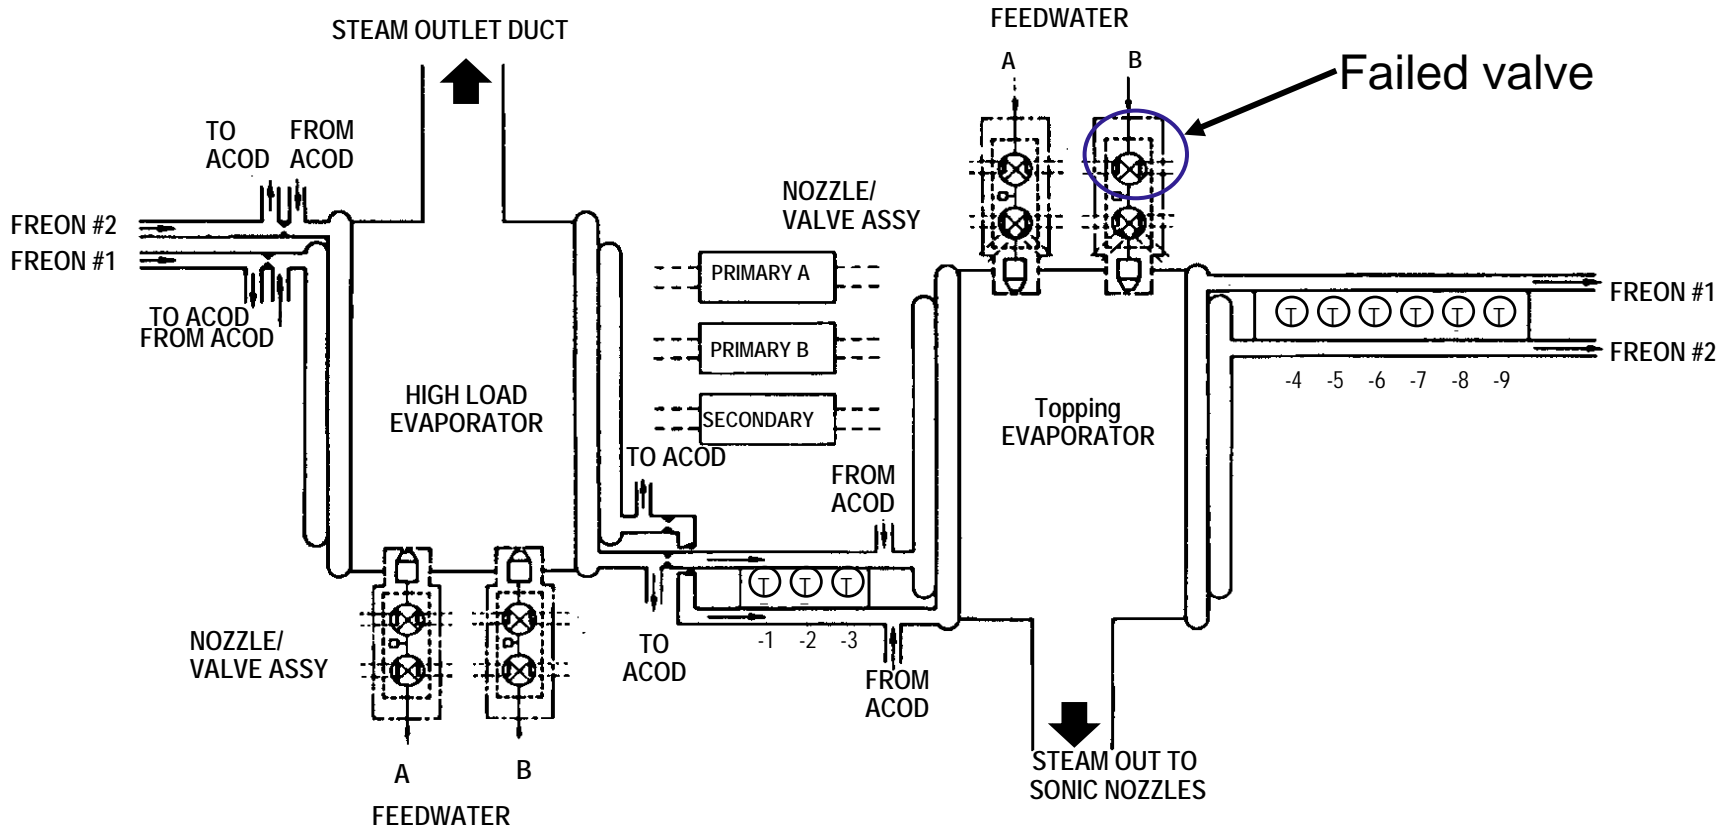 STEAM OUTLET DUCT
FEEDWATER
A
B
Failed valve
TO
ACOD
FROM
ACOD
NOZZLE/
VALVE ASSY
FREON #2
FREON #1
TO ACOD
FROM ACOD
PRIMARY A
PRIMARY B
SECONDARY
HIGH LOAD
EVAPORATOR
Topping
EVAPORATOR
T T T T T T
FREON #1
FREON #2
-4 -5 -6 -7 -8 -9
TO ACOD
FROM
ACOD
T T T
-1 -2 -3
NOZZLE/
VALVE ASSY
TO
ACOD
FROM
ACOD
A
B
FEEDWATER
STEAM OUT TO
SONIC NOZZLES